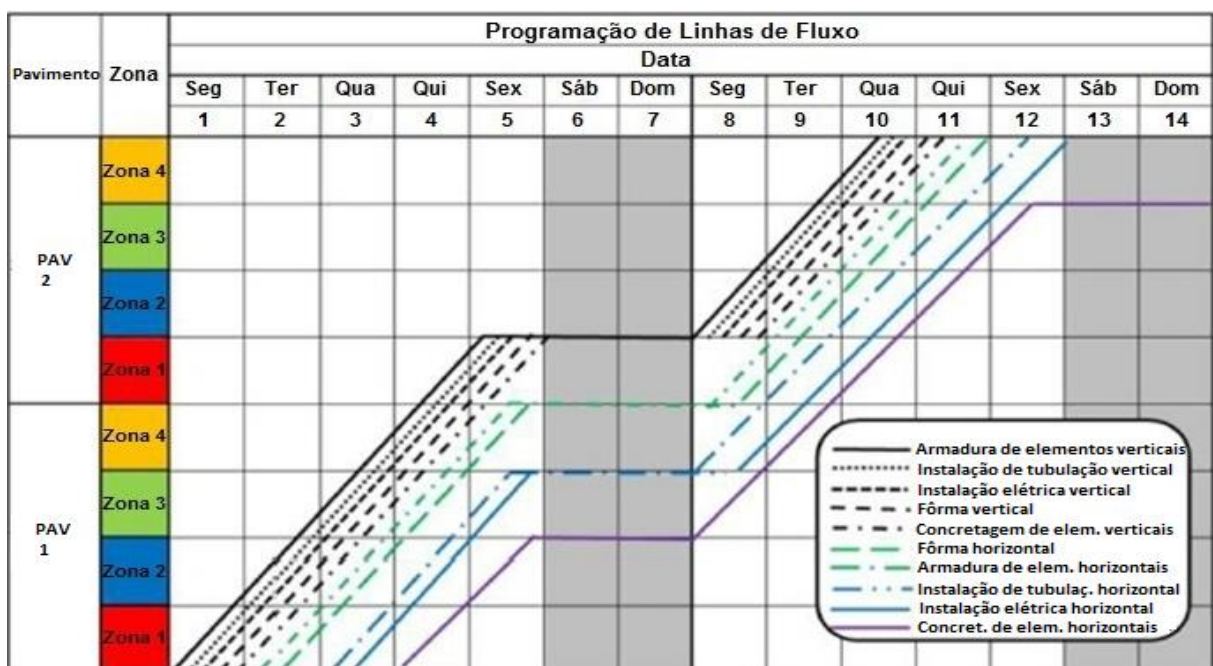 Programação de Linhas de Fluxo
Data
Pavimento Zona
Seg Ter Qua Qui Sex Sáb Dom Seg Ter Qua Qui Sex Sáb Dom
1 2 3 4 5 6 7 8 9 10 11 12 13 14
PAV
2
Zona 4
Zona 3
Zona 2
Zona 1
PAV
1
Zona 4
Zona 3
Zona 2
Zona 1
Armadura de elementos verticais
Instalação de tubulação vertical
Instalação elétrica vertical
Fôrma vertical
Concretagem de elem. verticais
Fôrma horizontal
Armadura de elem. horizontais
Instalação de tubulaç. horizontal
Instalação elétrica horizontal
Concret. de elem. horizontais